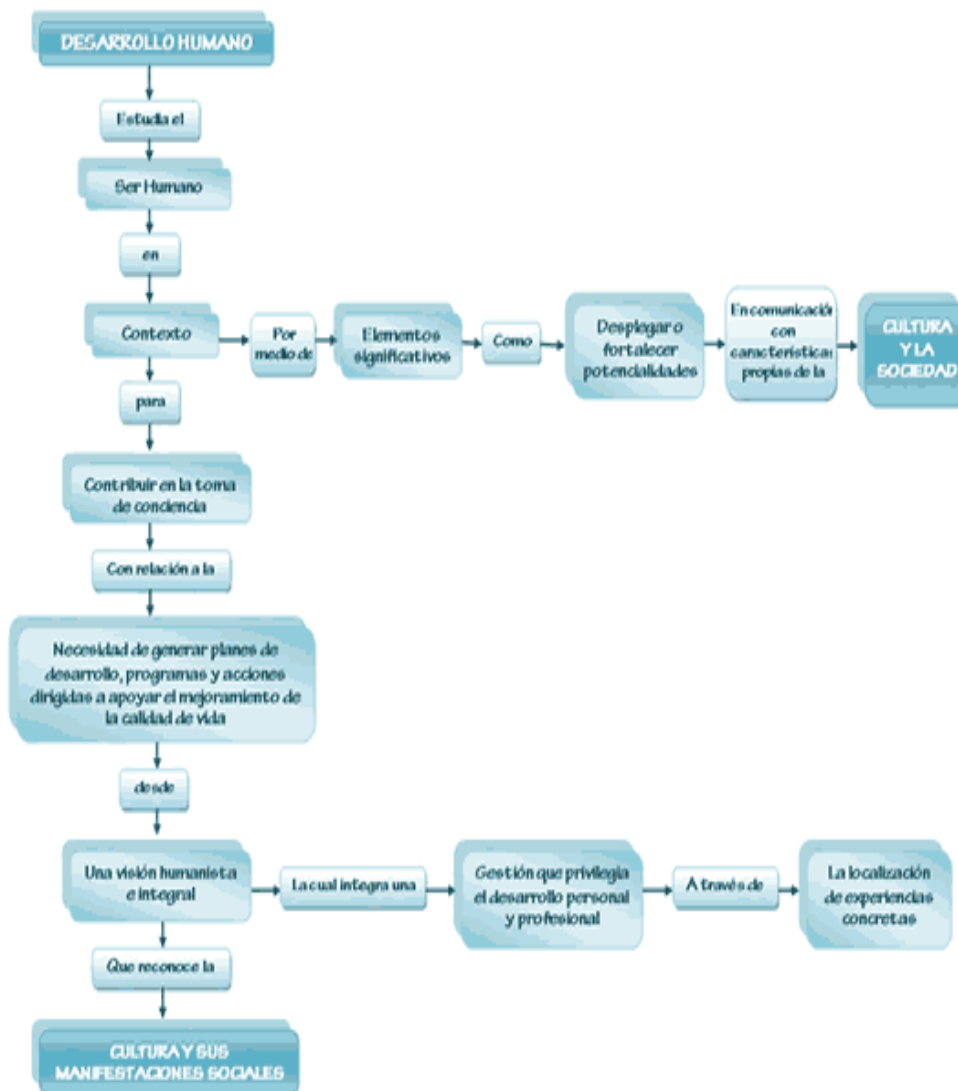 DESARROLLO HUMANO
Estudia el
Ser Humano
en
Contexto
Por
medio de
Elementos
significativos
Como
Desplegar o
fortalecer
potencialidades
En comunicación
con
características
propias de la
CULTURA
Y LA
SOCIEDAD
para
Contribuir en la toma
de conciencia
Con relación a la
Necesidad de generar planes de
desarrollo, programas y acciones
dirigidas a apoyar el mejoramiento de
la calidad de vida
desde
Una visión humanista
e integral
La cual integra una
Gestión que privilegia
el desarrollo personal
y profesional
A través de
La localización
de experiencias
concretas
Que reconoce la
CULTURA Y SUS
MANIFESTACIONES SOCIALES